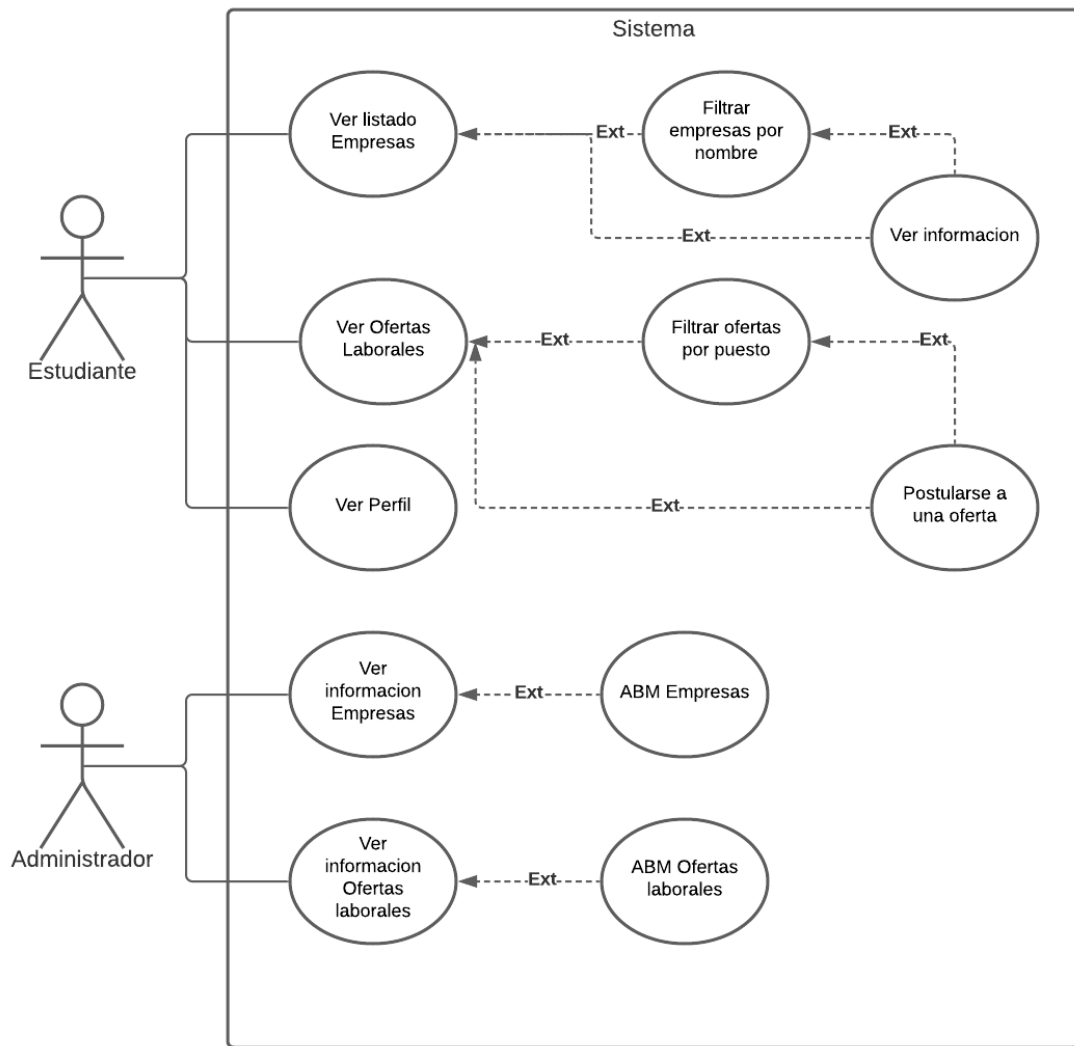 Sistema
Ver listado
Empresas
Ext
Filtrar
empresas por
nombre
Ext
Ext
Ver informacion
Estudiante
Ver Ofertas
Laborales
Ext
Filtrar ofertas
por puesto
Ext
Ver Perfil
Ext
Postularse a
una oferta
Ver
informacion
Empresas
Ext
ABM Empresas
Administrador
Ver
informacion
Ofertas
laborales
Ext
ABM Ofertas
laborales